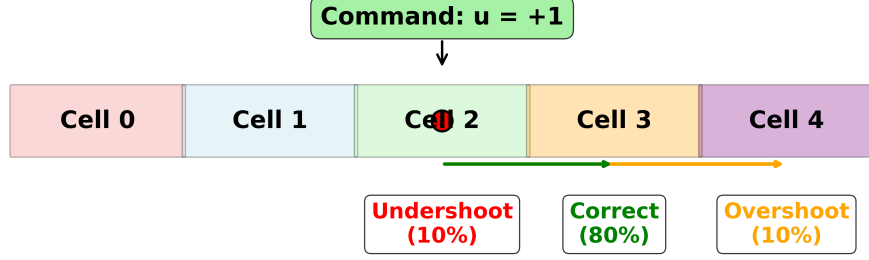 Command: u = +1
Cell 0
Cell 1
Cell 2
Cell 3
Cell 4
Undershoot
(10%)
Correct
(80%)
Overshoot
(10%)